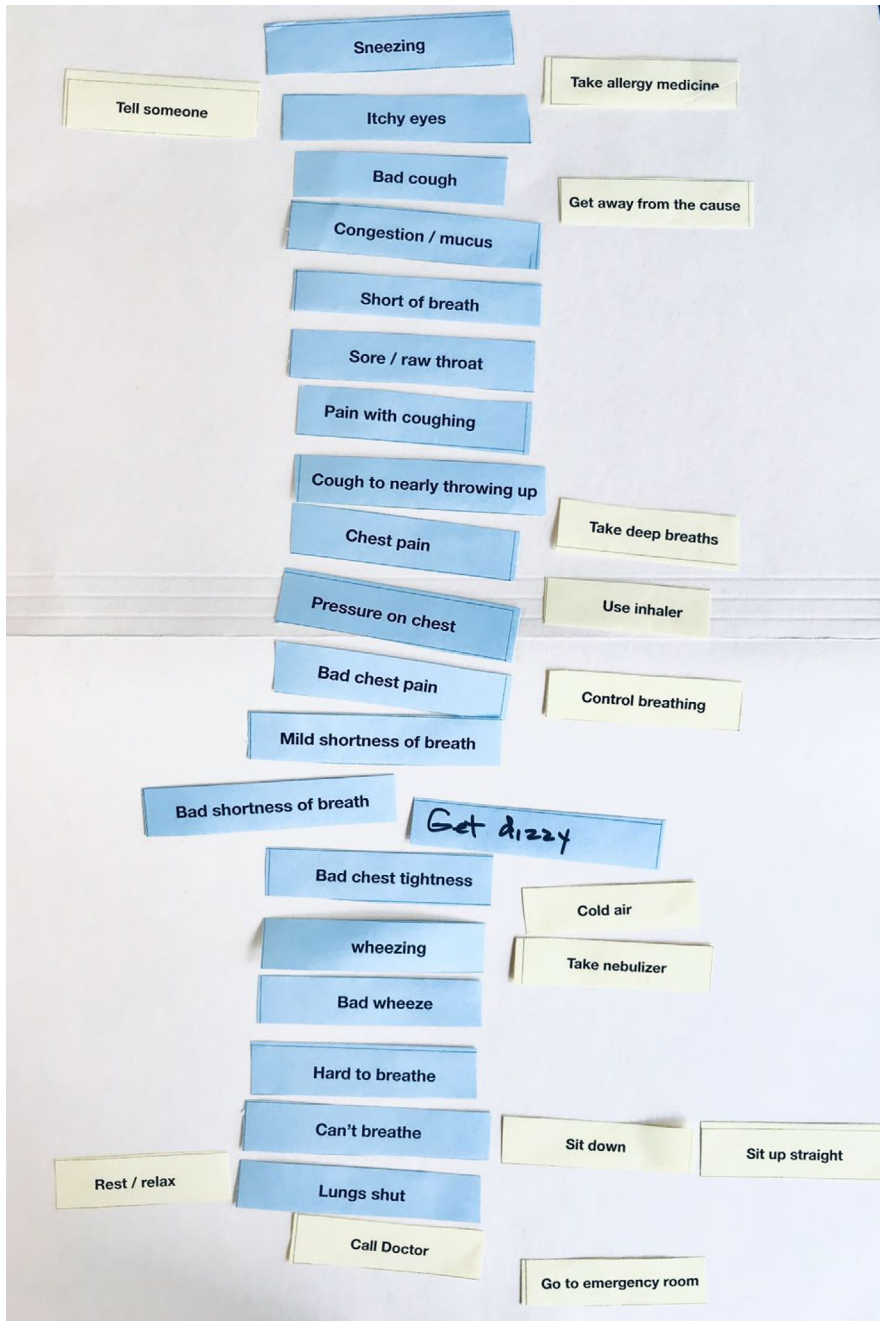 Sneezing
Take allergy medicine
Tell someone
Itchy eyes
Bad cough
Get away from the cause
Congestion / mucus
Short of breath
Sore / raw throat
Pain with coughing
Cough to nearly throwing up
Take deep breaths
Chest pain
Use inhaler
Pressure on chest
Bad chest pain
Control breathing
Mild shortness of breath
Bad shortness of breath
Get dizzy
Bad chest tightness
Cold air
wheezing
Take nebulizer
Bad wheeze
Hard to breathe
Can't breathe
Sit down
Sit up straight
Rest / relax
Lungs shut
Call Doctor
Go to emergency room